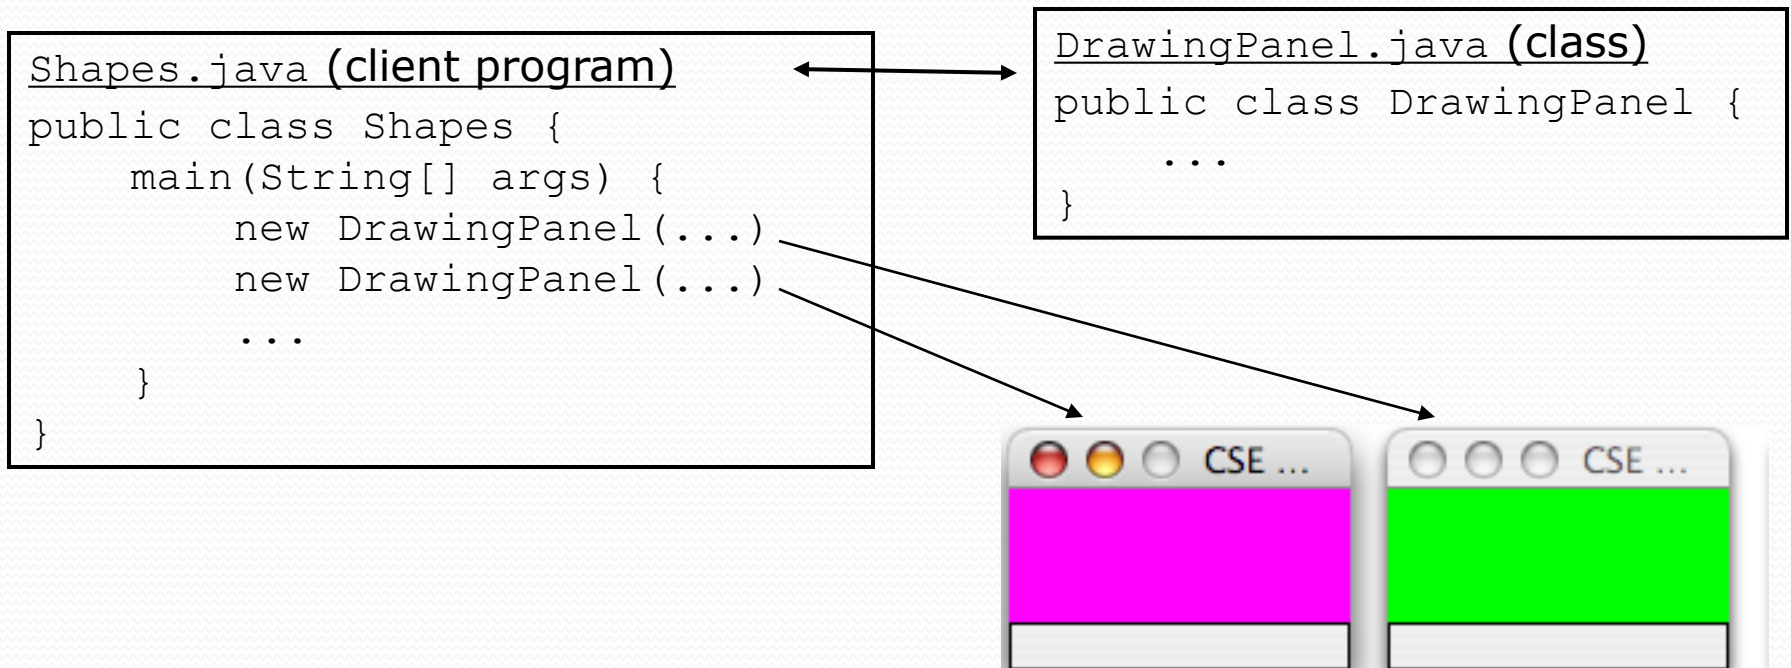 Shapes.java (client program)
public class Shapes {
main(String[] args) {
new DrawingPanel(...)
new DrawingPanel(...)
...
}
}
DrawingPanel.java (class)
public class DrawingPanel {
...
}
CSE ...
CSE ...